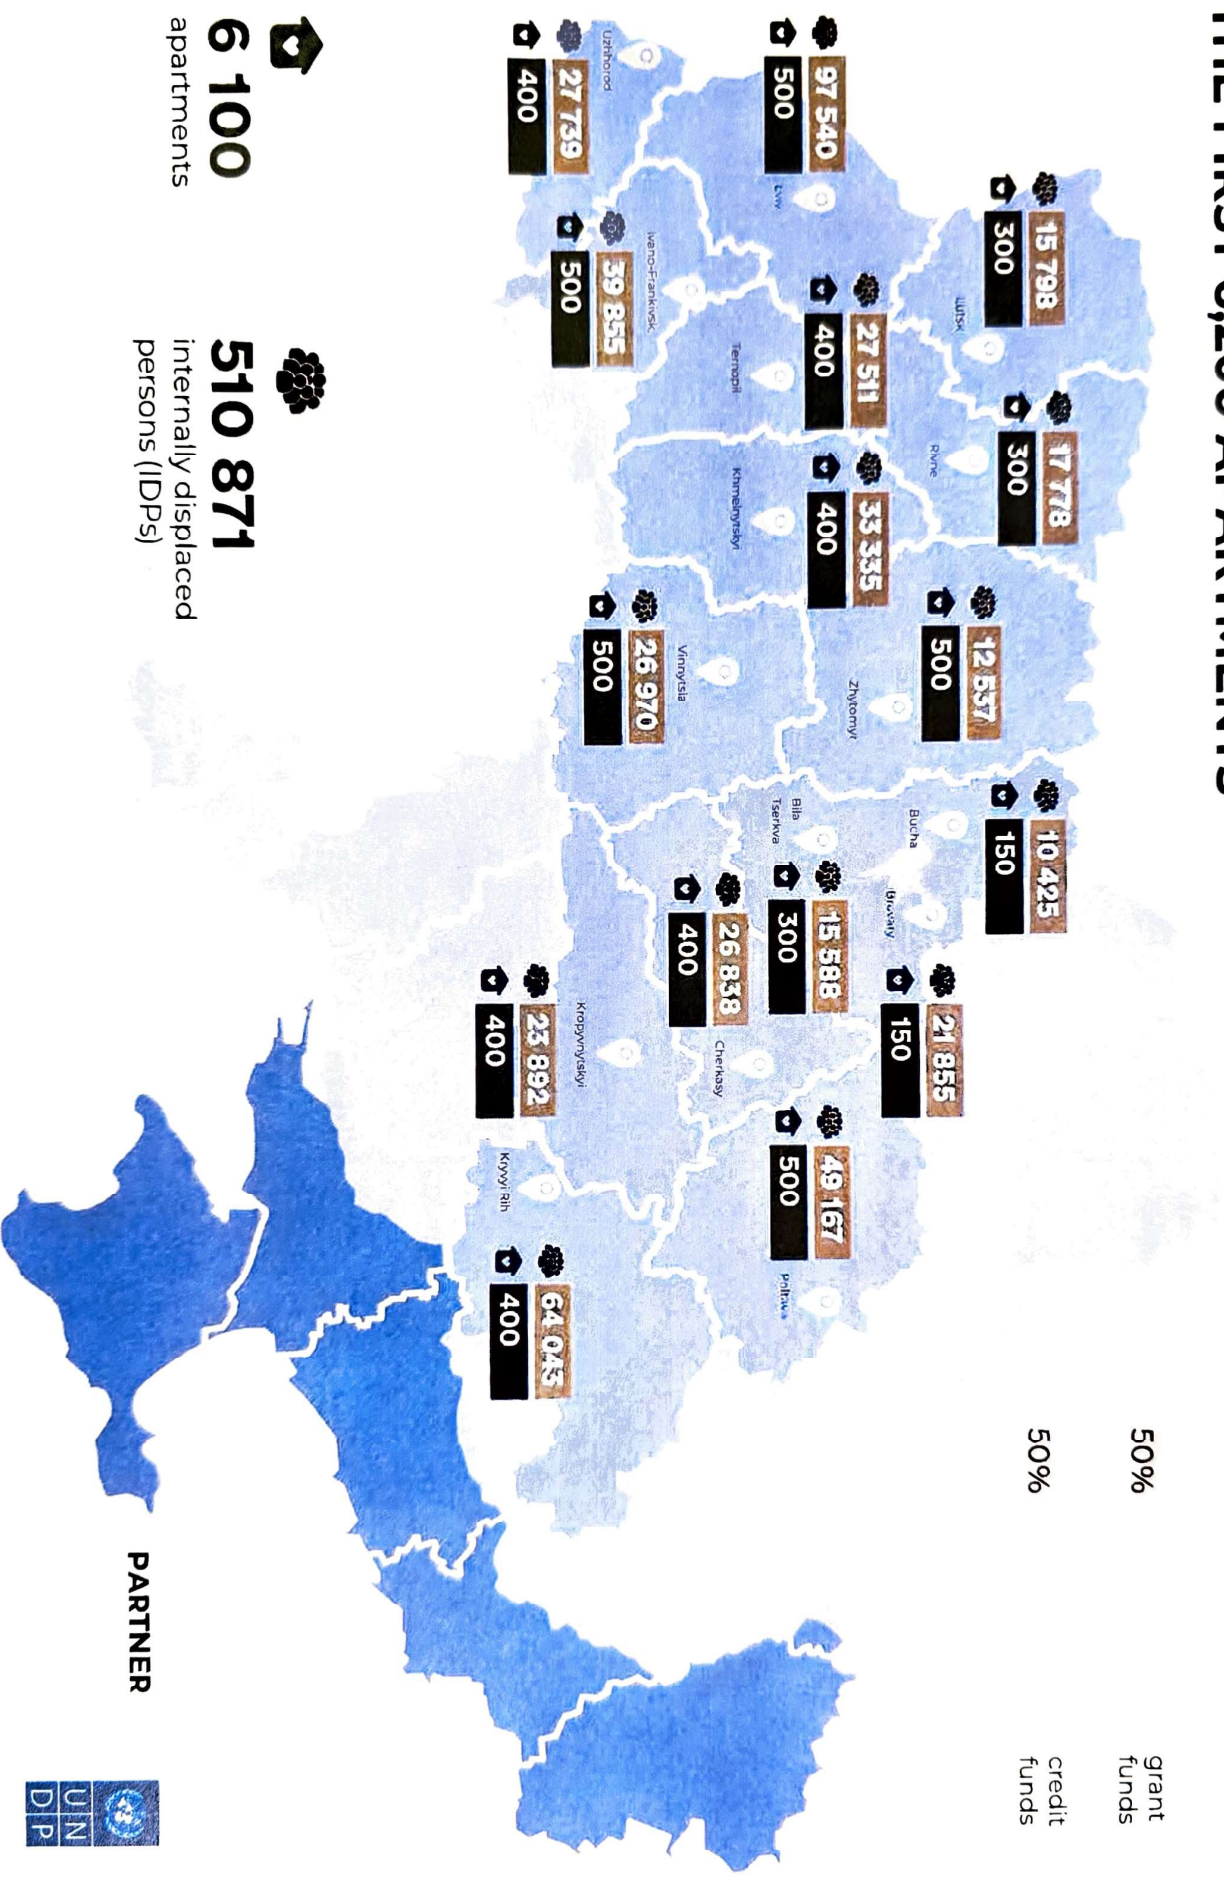 THE FIRST APARTMENTS
50% grant
funds
50% credit
funds
15 798
300
Lutsk
17 778
300
Rivne
12 537
500
Zhytomyr
10 425
150
Bucha
Brovary
21 855
150
97 540
500
Lviv
27 511
400
Ternopil
33 335
400
Khmelnytskyi
Bila
Tserkva
15 588
300
49 167
500
Poltava
26 838
400
Cherkasy
Uzhhorod
27 739
400
Ivano-Frankivsk
39 855
500
Vinnytsia
26 970
500
Kropyvnytskyi
23 892
400
Kryvyi Rih
64 043
400
6 100
apartments
510 871
internally displaced
persons (IDPs)
PARTNER
U N
D P